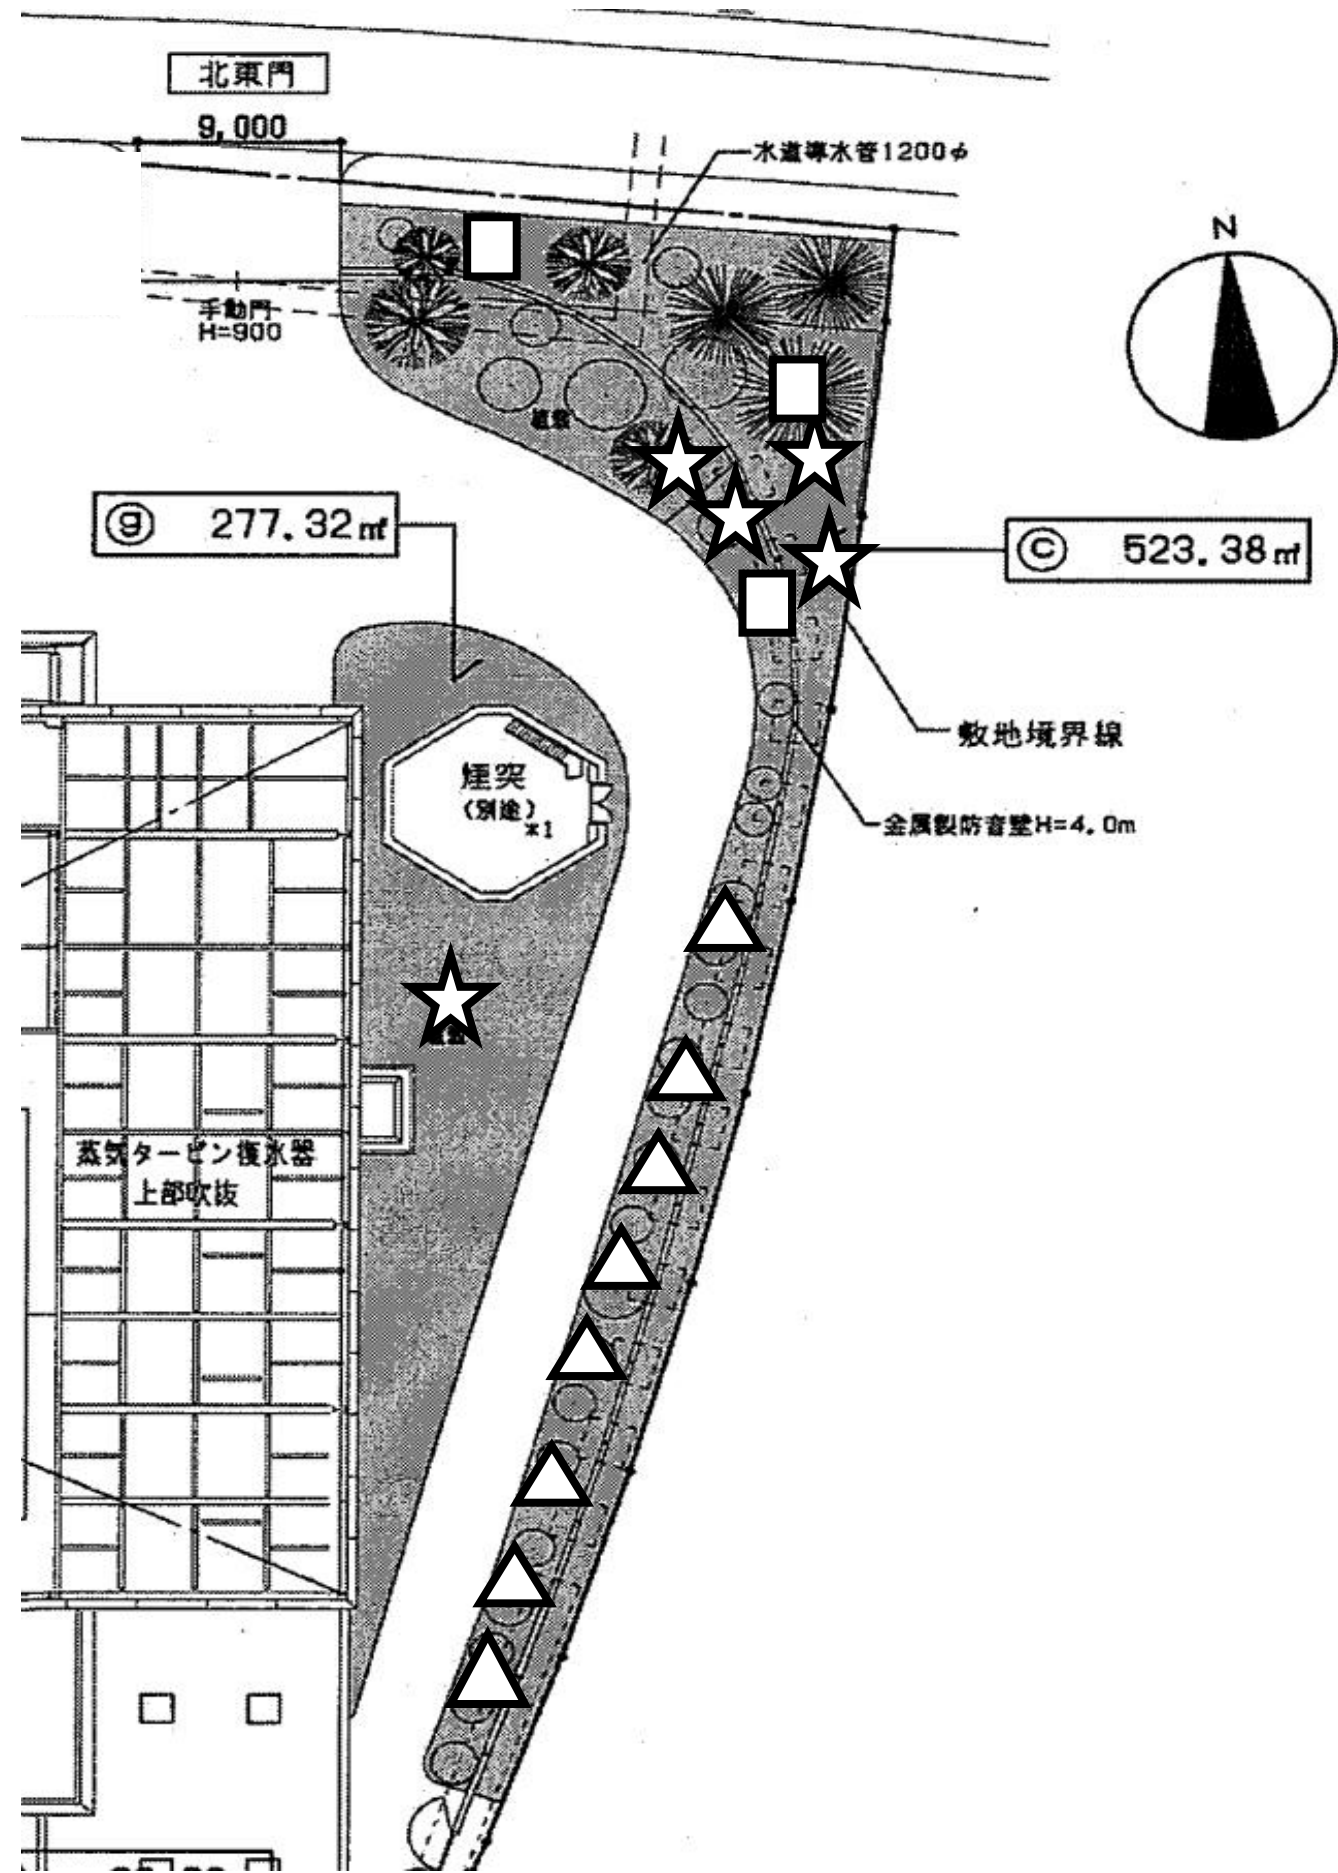 北東門
9,000
水道導水管1200φ
N
手動門
H=900
植栽
ⓖ 277.32㎡
ⓒ 523.38㎡
敷地境界線
煙突
(別途)
*1
金属製防音壁H=4.0m
蒸気タービン復水器
上部吹抜